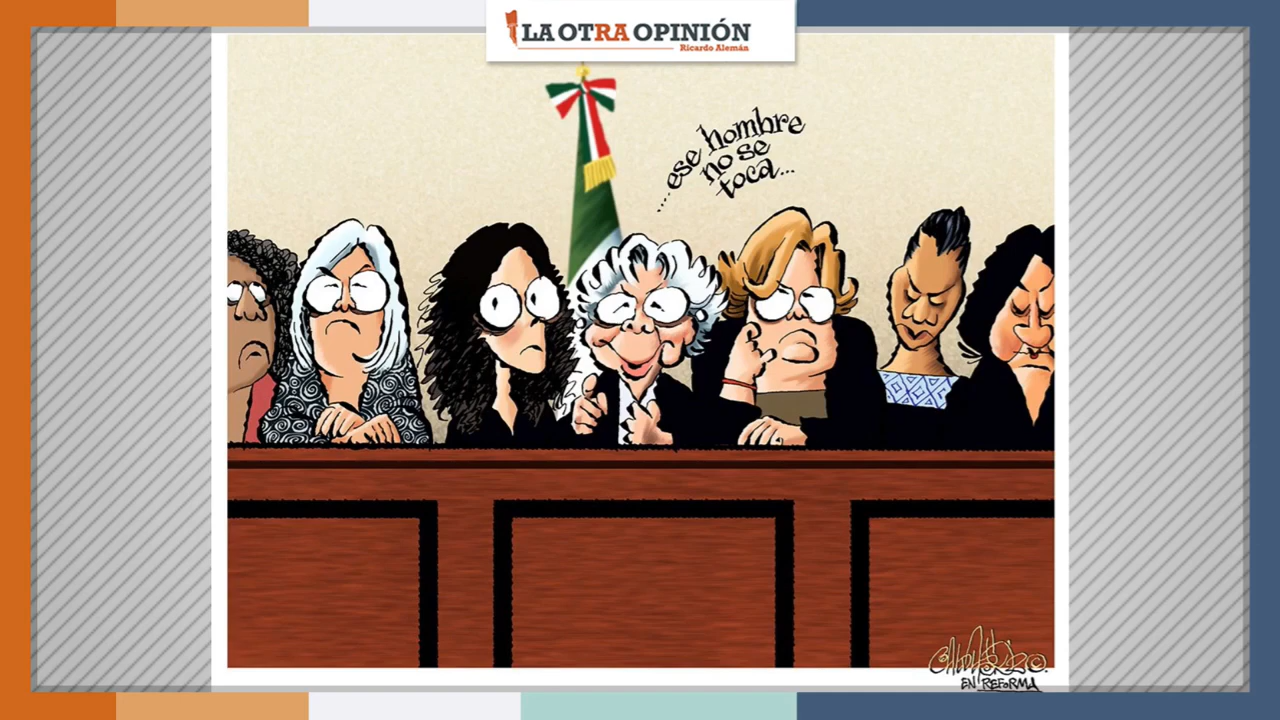 LA OTRA OPINIÓN
Ricardo Alemán
....ese hombre
no se
toca...
EN REFORMA